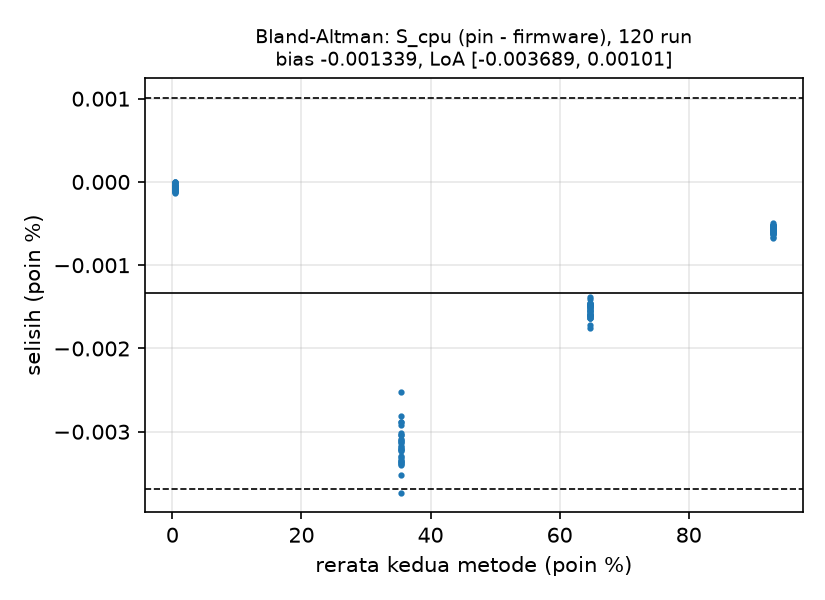 Bland-Altman: S_cpu (pin - firmware), 120 run
bias -0.001339, LoA [-0.003689, 0.00101]
0.001
0.000
−0.001
−0.002
−0.003
selisih (poin %)
0
20
40
60
80
rerata kedua metode (poin %)